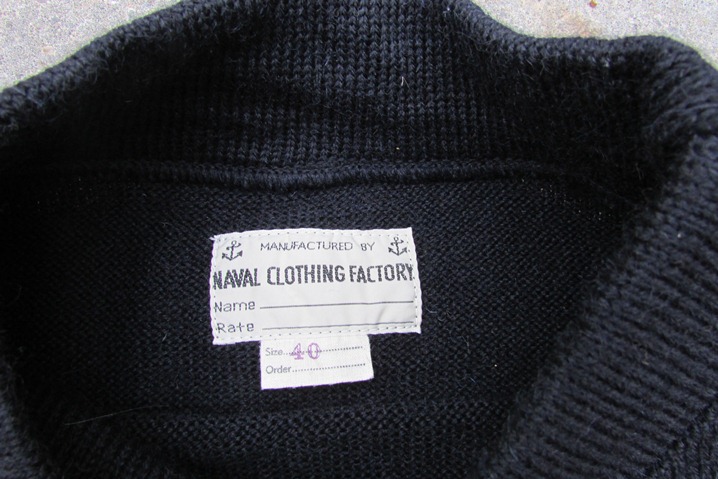 MANUFACTURED BY
NAVAL CLOTHING FACTORY
Name
Rate
Size 40
Order